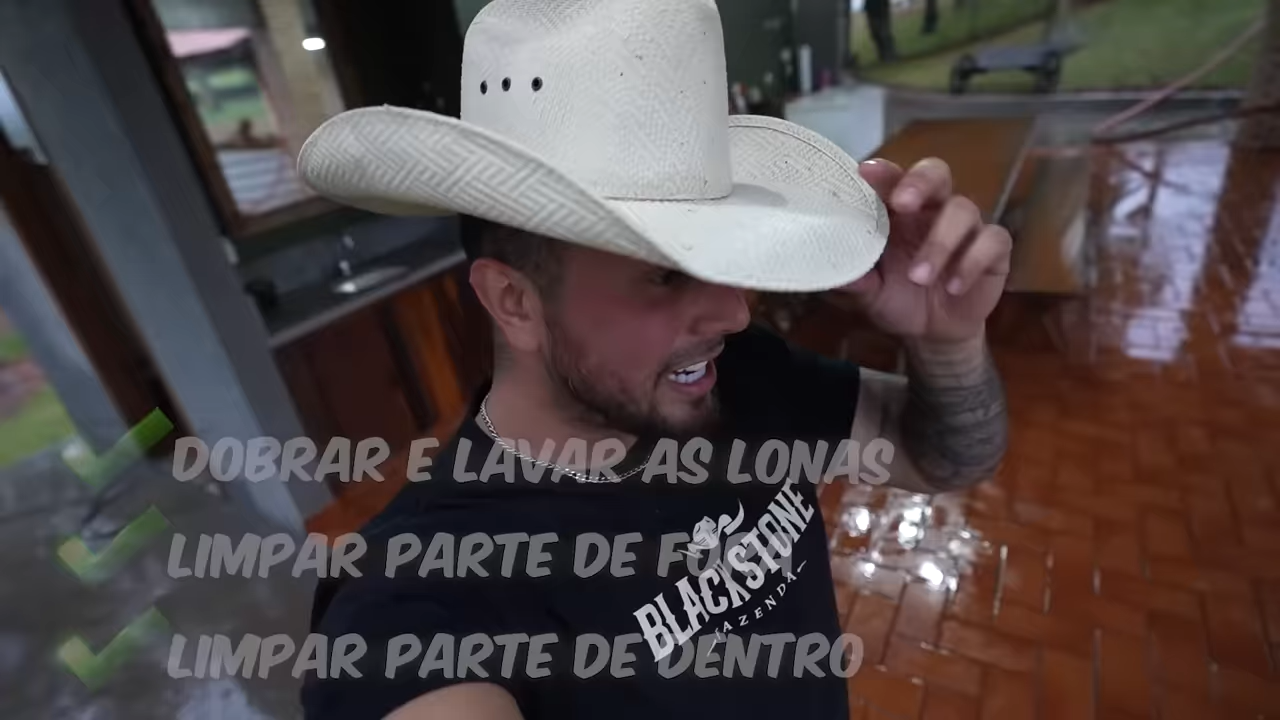 DOBRAR E LAVAR AS LONAS
LIMPAR PARTE DE FORA
BLACKSTONE
FAZENDA
LIMPAR PARTE DE DENTRO